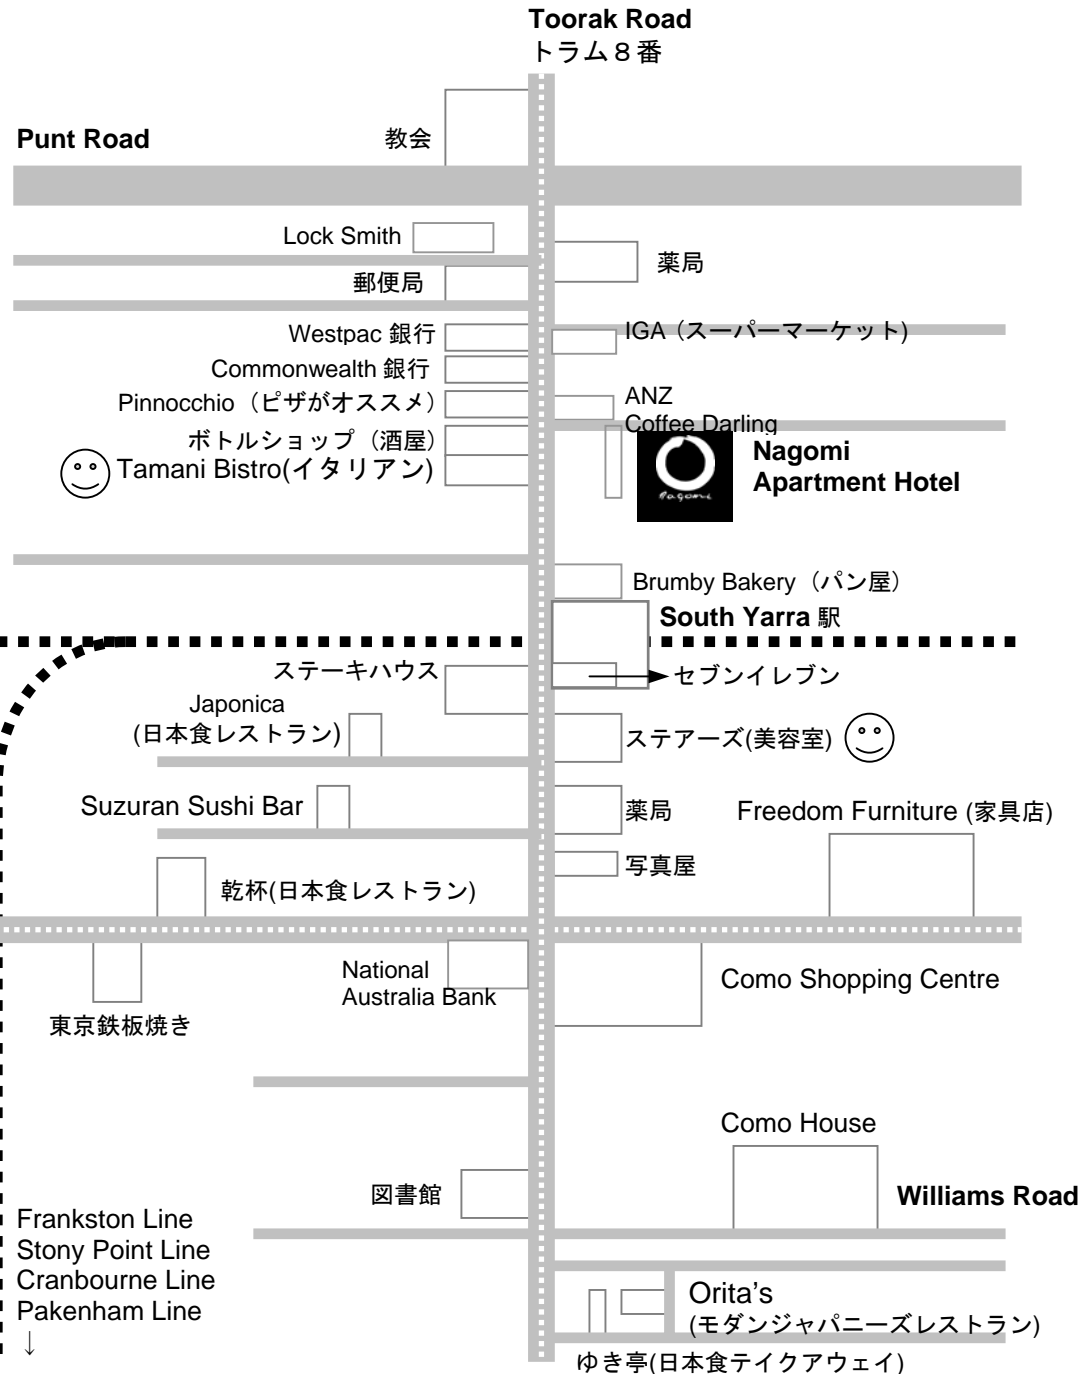 Toorak Road
トラム８番
Punt Road
教会
Lock Smith
薬局
郵便局
Westpac 銀行
IGA（スーパーマーケット)
Commonwealth 銀行
Pinnocchio（ピザがオススメ）
ANZ
Coffee Darling
ボトルショップ（酒屋）
Tamani Bistro(イタリアン)
Nagomi
Nagomi
Apartment Hotel
Brumby Bakery（パン屋）
South Yarra 駅
ステーキハウス
セブンイレブン
Japonica
(日本食レストラン)
ステアーズ(美容室)
Suzuran Sushi Bar
薬局
Freedom Furniture (家具店)
写真屋
乾杯(日本食レストラン)
National
Australia Bank
Como Shopping Centre
東京鉄板焼き
Como House
図書館
Williams Road
Frankston Line
Stony Point Line
Cranbourne Line
Pakenham Line
↓
Orita’s
(モダンジャパニーズレストラン)
ゆき亭(日本食テイクアウェイ)